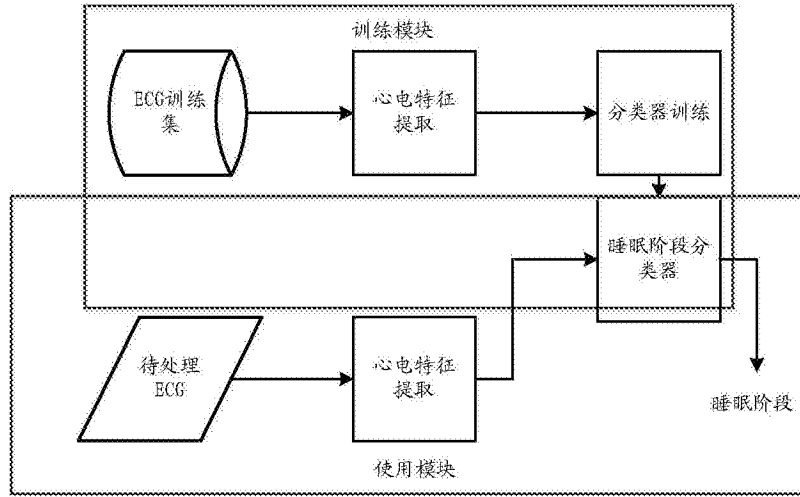 训练模块
ECG训练
集
心电特征
提取
分类器训练
睡眠阶段分
类器
待处理
ECG
心电特征
提取
睡眠阶段
使用模块